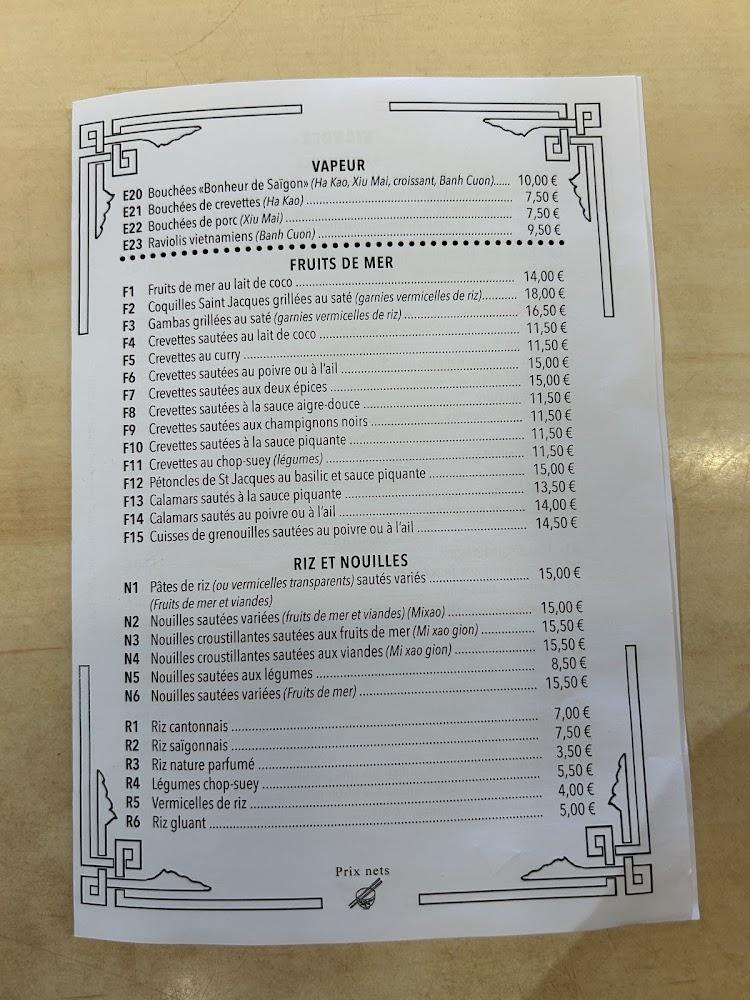 VAPEUR
E20 Bouchées «Bonheur de Saïgon» (Ha Kao, Xiu Mai, croissant, Banh Cuon)..... 10,00 €
E21 Bouchées de crevettes (Ha Kao) ..... 7,50 €
E22 Bouchées de porc (Xiu Mai) ..... 7,50 €
E23 Raviolis vietnamiens (Banh Cuon) ..... 9,50 €
FRUITS DE MER
F1 Fruits de mer au lait de coco ..... 14,00 €
F2 Coquilles Saint Jacques grillées au saté (garnies vermicelles de riz)..... 18,00 €
F3 Gambas grillées au saté (garnies vermicelles de riz) ..... 16,50 €
F4 Crevettes sautées au lait de coco ..... 11,50 €
F5 Crevettes au curry ..... 11,50 €
F6 Crevettes sautées au poivre ou à l'ail ..... 15,00 €
F7 Crevettes sautées aux deux épices ..... 15,00 €
F8 Crevettes sautées à la sauce aigre-douce ..... 11,50 €
F9 Crevettes sautées aux champignons noirs ..... 11,50 €
F10 Crevettes sautées à la sauce piquante ..... 11,50 €
F11 Crevettes au chop-suey (légumes) ..... 11,50 €
F12 Pétoncles de St Jacques au basilic et sauce piquante ..... 15,00 €
F13 Calamars sautés à la sauce piquante ..... 13,50 €
F14 Calamars sautés au poivre ou à l'ail ..... 14,00 €
F15 Cuisses de grenouilles sautées au poivre ou à l'ail ..... 14,50 €
RIZ ET NOUILLES
N1 Pâtes de riz (ou vermicelles transparents) sautés variés ..... 15,00 €
(Fruits de mer et viandes)
N2 Nouilles sautées variées (fruits de mer et viandes) (Mixao) ..... 15,00 €
N3 Nouilles croustillantes sautées aux fruits de mer (Mi xao gion) ..... 15,50 €
N4 Nouilles croustillantes sautées aux viandes (Mi xao gion) ..... 15,50 €
N5 Nouilles sautées aux légumes ..... 8,50 €
N6 Nouilles sautées variées (Fruits de mer) ..... 15,50 €
R1 Riz cantonnais ..... 7,00 €
R2 Riz saïgonnais ..... 7,50 €
R3 Riz nature parfumé ..... 3,50 €
R4 Légumes chop-suey ..... 5,50 €
R5 Vermicelles de riz ..... 4,00 €
R6 Riz gluant ..... 5,00 €
Prix nets